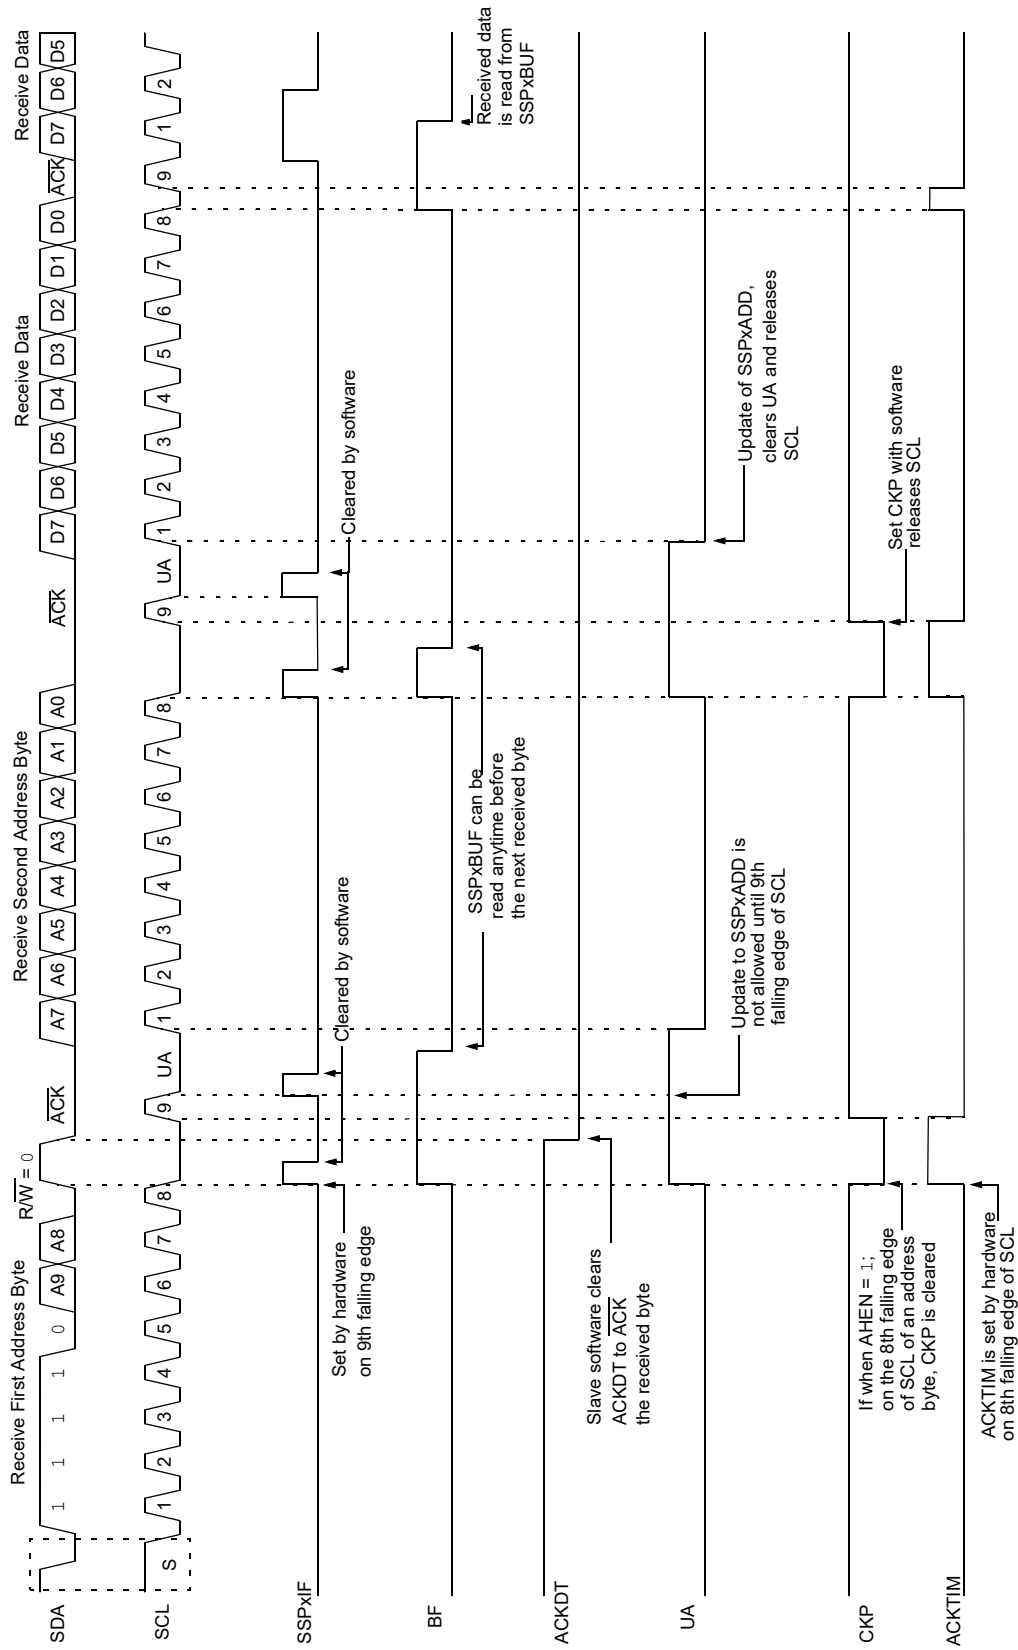 Receive First Address Byte
Receive Second Address Byte
Receive Data
Receive Data
R/W = 0
ACK
ACK
ACK
SDA
1 1 1 1 0 A9 A8
A7 A6 A5 A4 A3 A2 A1 A0
D7 D6 D5 D4 D3 D2 D1 D0
D7 D6 D5
SCL
S
1 2 3 4 5 6 7 8 9 UA
1 2 3 4 5 6 7 8 9 UA
1 2 3 4 5 6 7 8 9
1 2
SSPxIF
Set by hardware
on 9th falling edge
Cleared by software
Cleared by software
BF
SSPxBUF can be
read anytime before
the next received byte
Received data
is read from
SSPxBUF
ACKDT
Slave software clears
ACKDT to ACK
the received byte
UA
Update to SSPxADD is
not allowed until 9th
falling edge of SCL
Update of SSPxADD,
clears UA and releases
SCL
CKP
If when AHEN = 1;
on the 8th falling edge
of SCL of an address
byte, CKP is cleared
Set CKP with software
releases SCL
ACKTIM
ACKTIM is set by hardware
on 8th falling edge of SCL